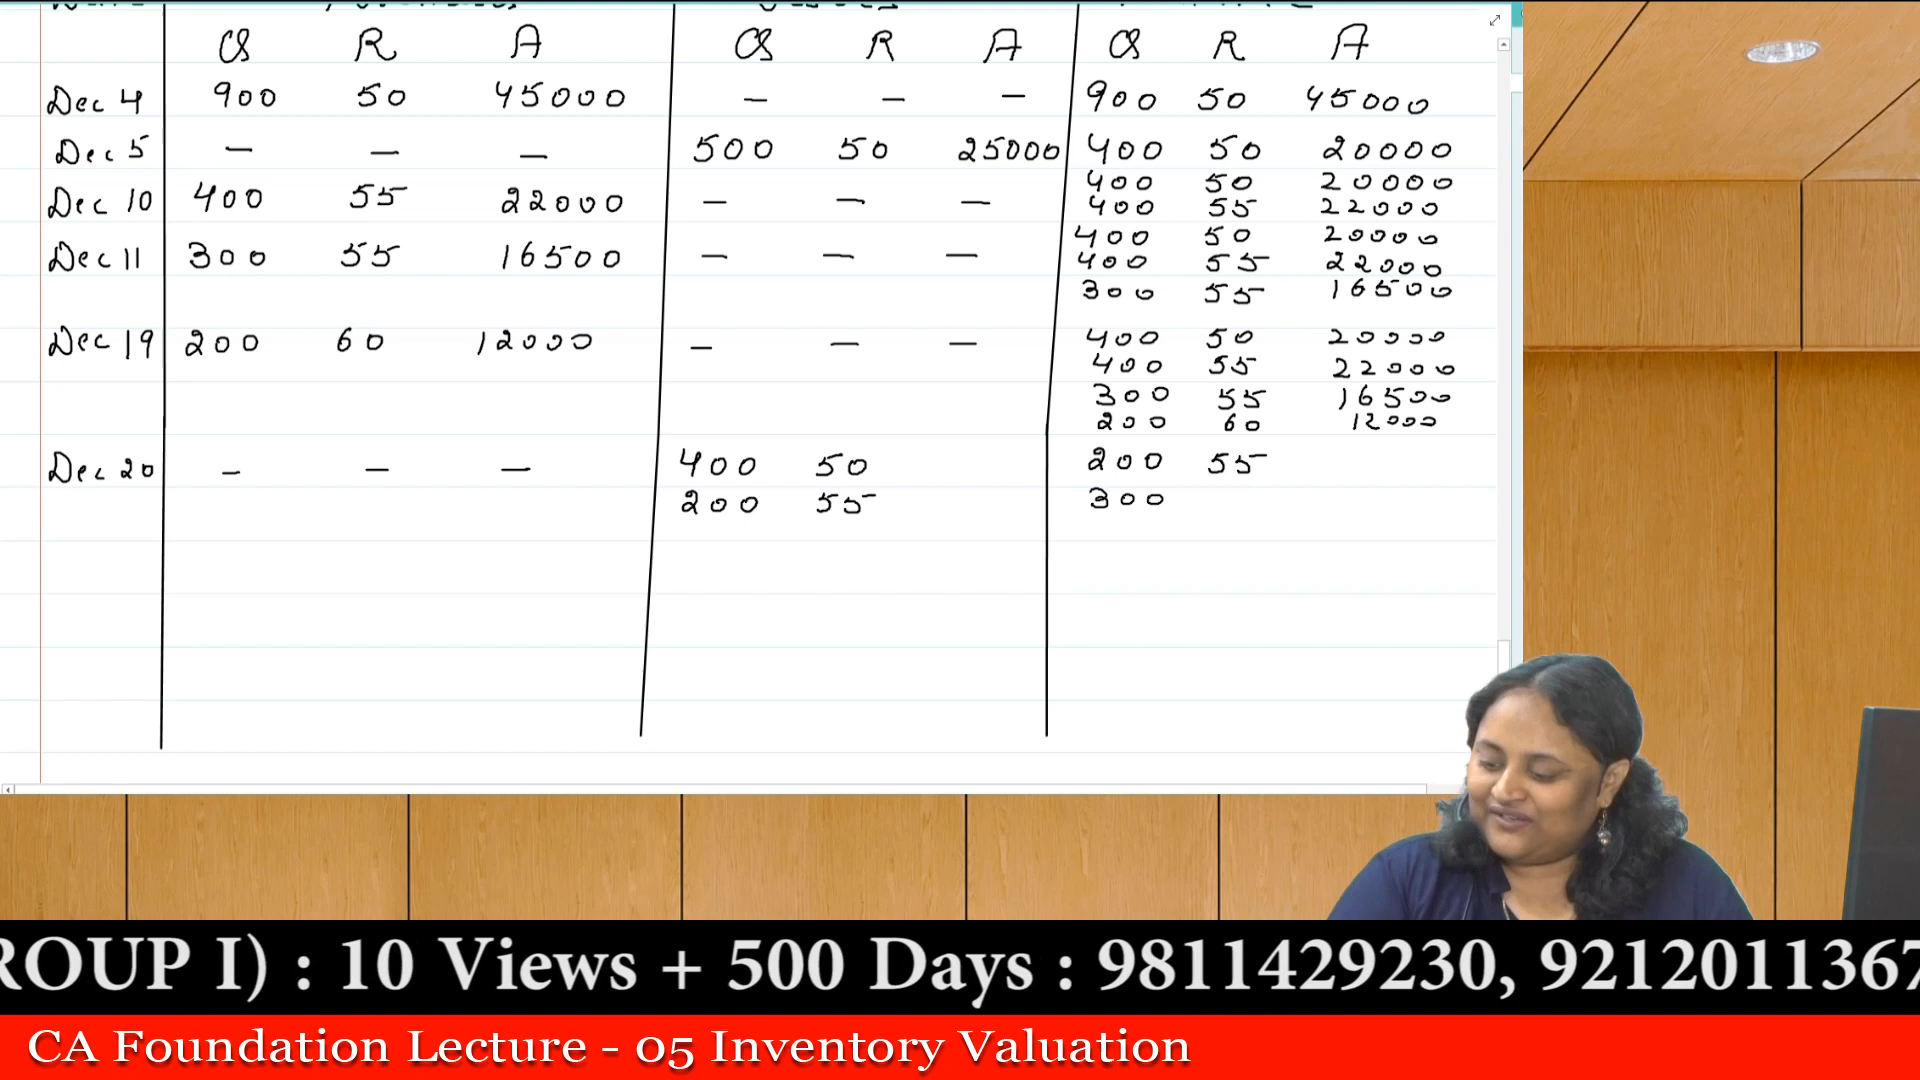 Q R A Q R A Q R A
Dec 4 900 50 45000 — — — 900 50 45000
Dec 5 — — — 500 50 25000 400 50 20000
Dec 10 400 55 22000 — — — 400 50 20000
400 55 22000
Dec 11 300 55 16500 — — — 400 50 20000
400 55 22000
300 55 16500
Dec 19 200 60 12000 — — — 400 50 20000
400 55 22000
300 55 16500
200 60 12000
Dec 20 — — — 400 50 200 55
200 55 300
ROUP I) : 10 Views + 500 Days : 9811429230, 9212011367
CA Foundation Lecture - 05 Inventory Valuation